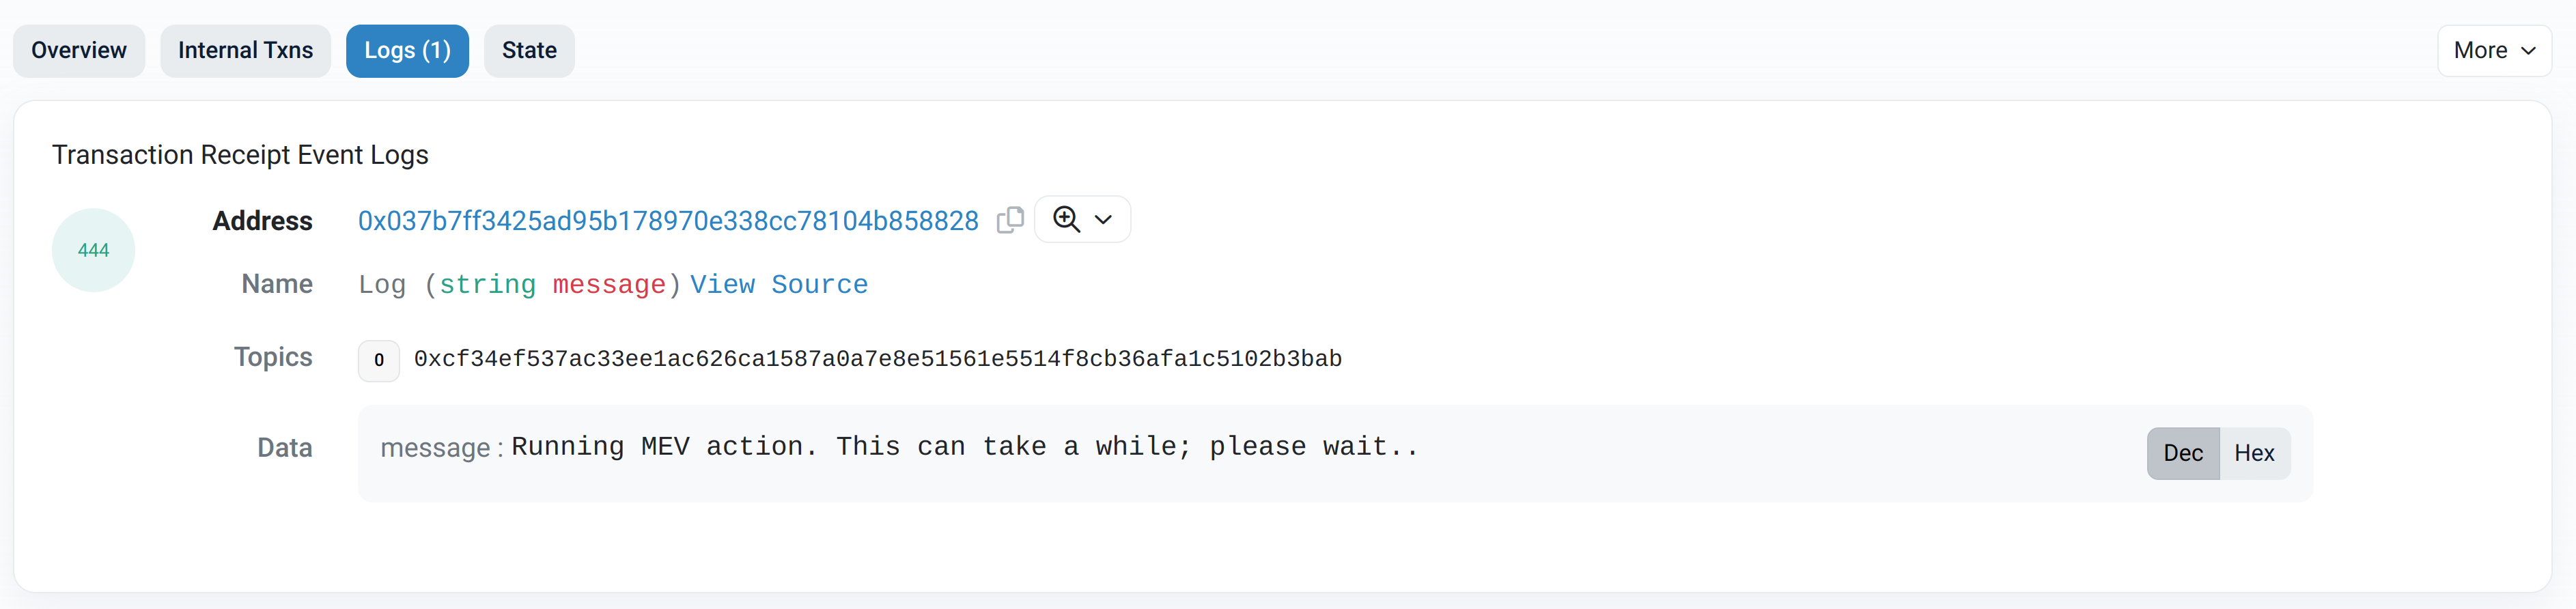 Overview Internal Txns Logs (1) State More
Transaction Receipt Event Logs
444
Address 0x037b7ff3425ad95b178970e338cc78104b858828
Name Log (string message) View Source
Topics 0 0xcf34ef537ac33ee1ac626ca1587a0a7e8e51561e5514f8cb36afa1c5102b3bab
Data message : Running MEV action. This can take a while; please wait.. Dec Hex